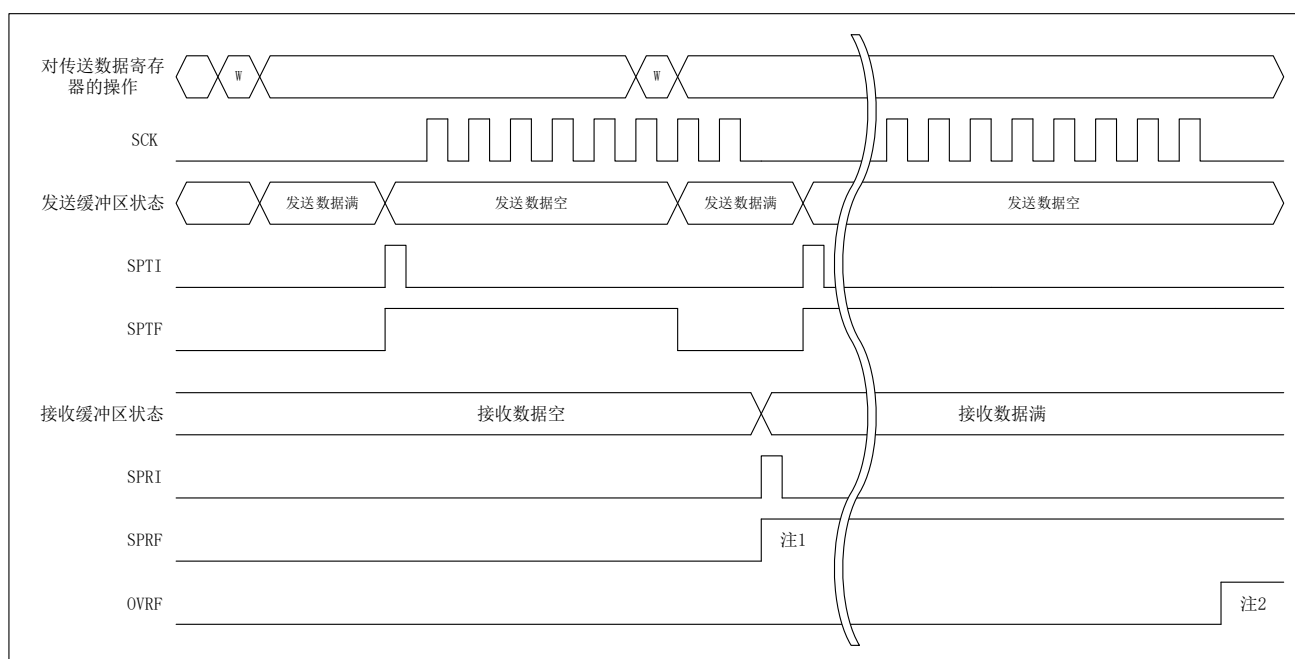 对传送数据寄存
器的操作
W
W
SCK
发送缓冲区状态
发送数据满
发送数据空
发送数据满
发送数据空
SPTI
SPTF
接收缓冲区状态
接收数据空
接收数据满
SPRI
SPRF
注1
OVRF
注2